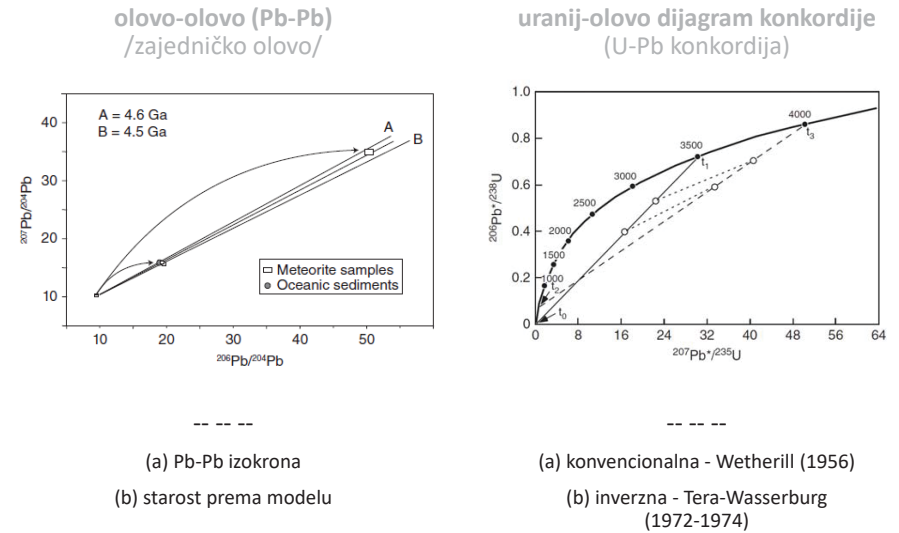 olovo-olovo (Pb-Pb)
/zajedničko olovo/
A = 4.6 Ga
B = 4.5 Ga
A
B
40
30
20
10
²⁰⁷Pb/²⁰⁴Pb
Meteorite samples
Oceanic sediments
10 20 30 40 50
²⁰⁶Pb/²⁰⁴Pb
-- -- --
(a) Pb-Pb izokrona
(b) starost prema modelu
uranij-olovo dijagram konkordije
(U-Pb konkordija)
1.0
0.8
0.6
0.4
0.2
0
²⁰⁶Pb*/²³⁸U
4000
t₃
3500
t₁
3000
2500
2000
1500
1000
t₂
t₀
0 8 16 24 32 40 48 56 64
²⁰⁷Pb*/²³⁵U
-- -- --
(a) konvencionalna - Wetherill (1956)
(b) inverzna - Tera-Wasserburg
(1972-1974)